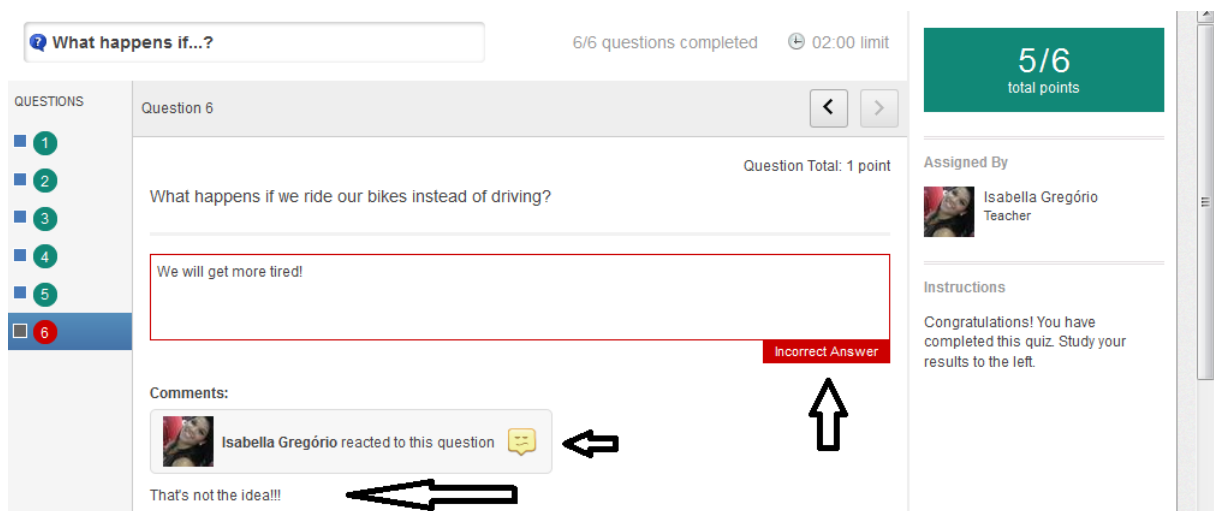 What happens if...?
6/6 questions completed
02:00 limit
5/6
total points
QUESTIONS
1
2
3
4
5
6
Question 6
Question Total: 1 point
What happens if we ride our bikes instead of driving?
We will get more tired!
Incorrect Answer
Comments:
Isabella Gregório reacted to this question
That's not the idea!!!
Assigned By
Isabella Gregório
Teacher
Instructions
Congratulations! You have
completed this quiz. Study your
results to the left.